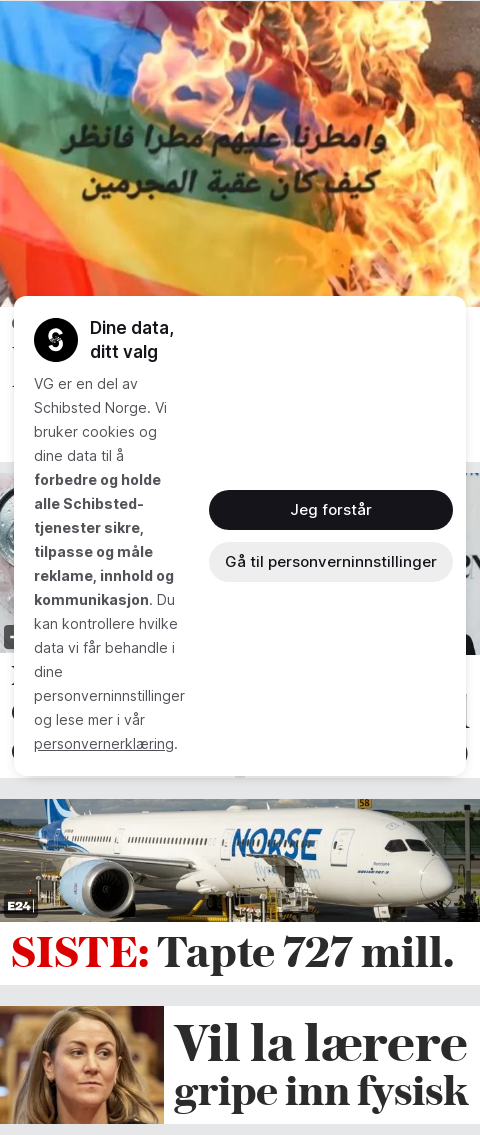 وامطرنا عليهم مطرا فانظر
كيف كان عقبة المجرمين
Dine data,
ditt valg
VG er en del av
Schibsted Norge. Vi
bruker cookies og
dine data til å
forbedre og holde
alle Schibsted-
tjenester sikre,
tilpasse og måle
reklame, innhold og
kommunikasjon. Du
kan kontrollere hvilke
data vi får behandle i
dine
personverninnstillinger
og lese mer i vår
personvernerklæring.
Jeg forstår
Gå til personverninnstillinger
58
NORSE
E24
SISTE: Tapte 727 mill.
Vil la lærere
gripe inn fysisk